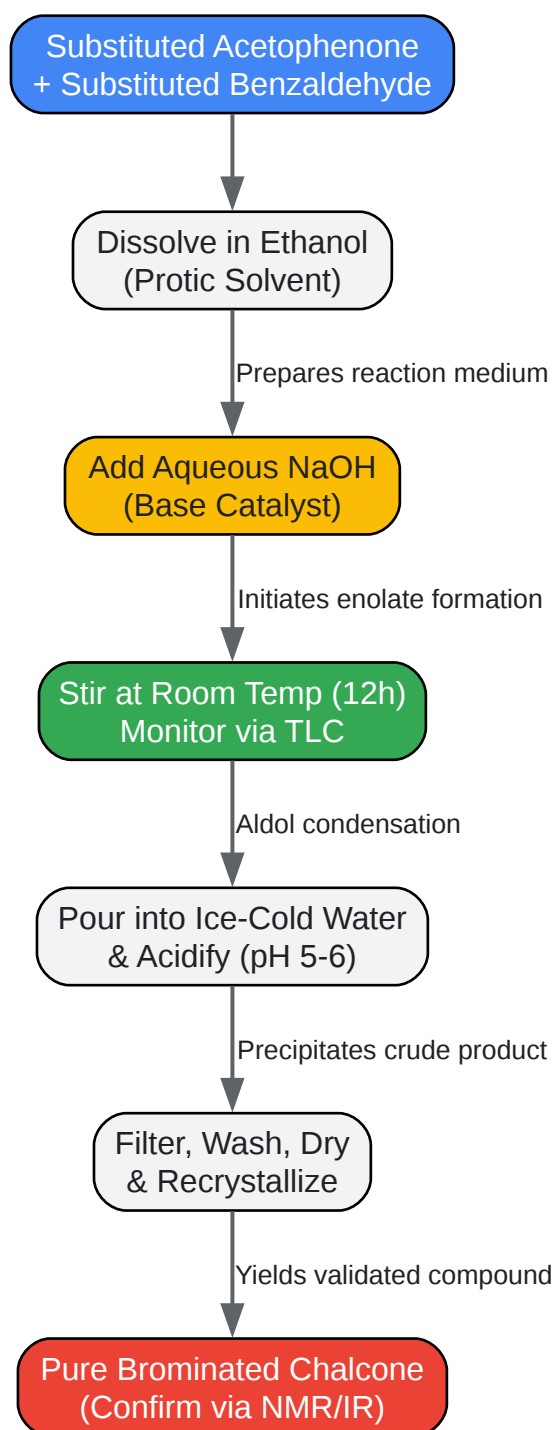 Substituted Acetophenone
+ Substituted Benzaldehyde
Dissolve in Ethanol
(Protic Solvent)
Prepares reaction medium
Add Aqueous NaOH
(Base Catalyst)
Initiates enolate formation
Stir at Room Temp (12h)
Monitor via TLC
Aldol condensation
Pour into Ice-Cold Water
& Acidify (pH 5-6)
Precipitates crude product
Filter, Wash, Dry
& Recrystallize
Yields validated compound
Pure Brominated Chalcone
(Confirm via NMR/IR)